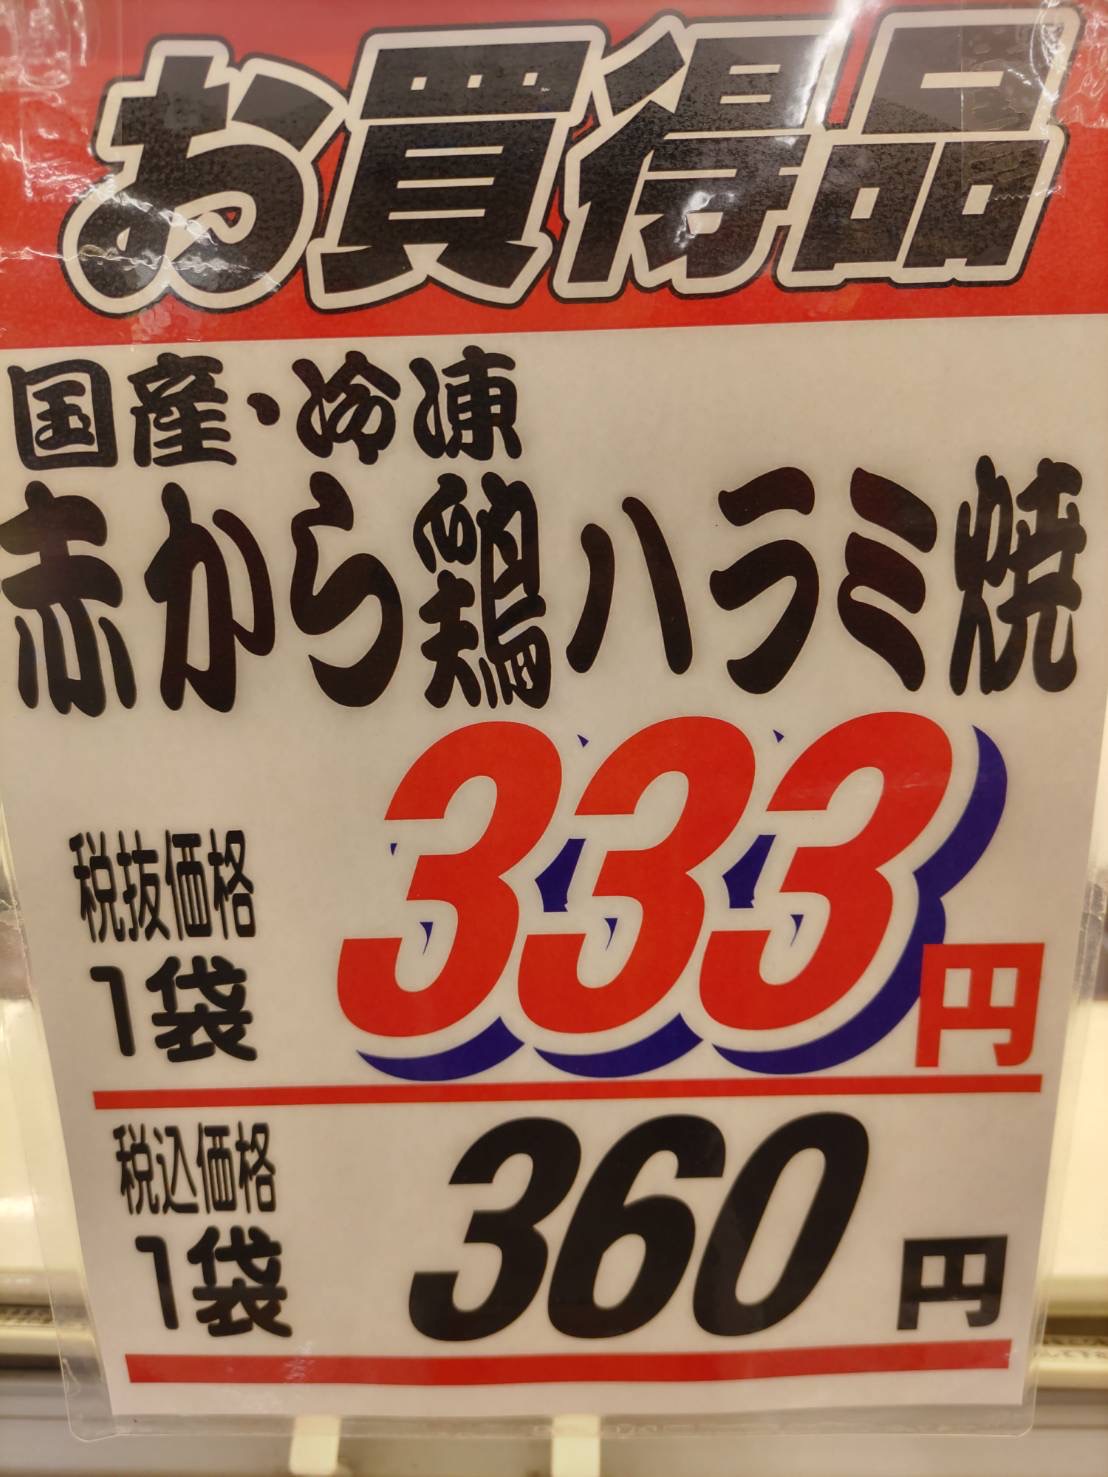 お買得品
国産・冷凍
赤から鶏ハラミ焼
税抜価格
1袋 333円
税込価格
1袋 360円